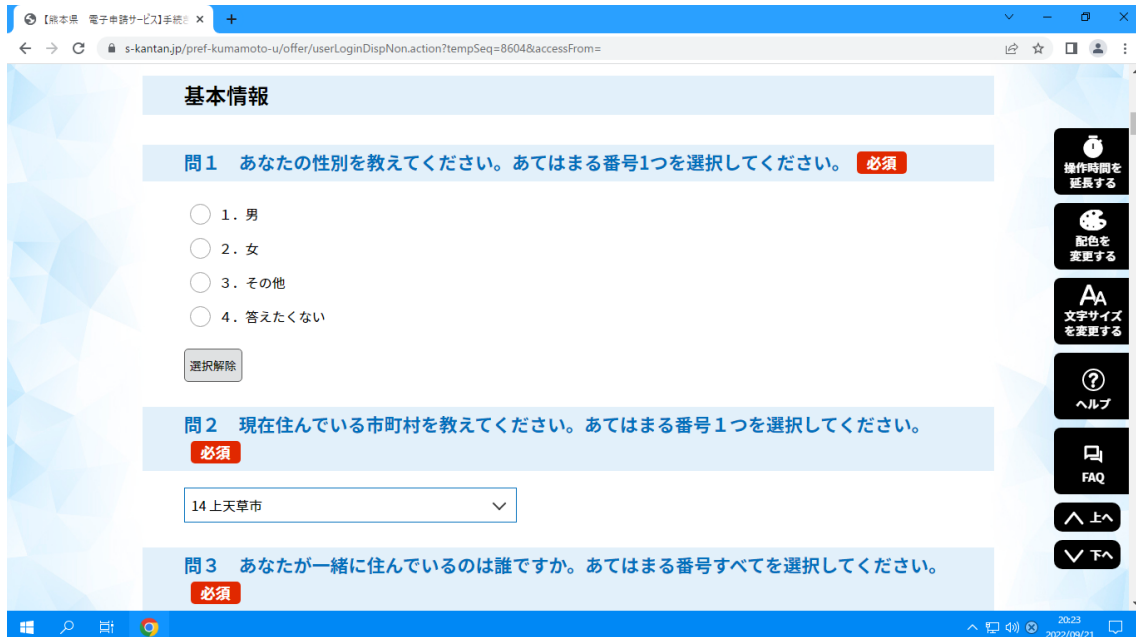 【熊本県 電子申請サービス】手続き
s-kantan.jp/pref-kumamoto-u/offer/userLoginDispNon.action?tempSeq=8604&accessFrom=
基本情報
問１ あなたの性別を教えてください。あてはまる番号1つを選択してください。 必須
１．男
２．女
３．その他
４．答えたくない
選択解除
問２ 現在住んでいる市町村を教えてください。あてはまる番号１つを選択してください。
必須
14 上天草市
問３ あなたが一緒に住んでいるのは誰ですか。あてはまる番号すべてを選択してください。
必須
操作時間を
延長する
配色を
変更する
AA
文字サイズ
を変更する
ヘルプ
FAQ
上へ
下へ
20:23
2022/09/21